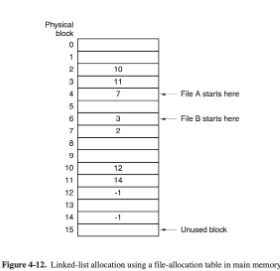 Physical
block
0
1
2 10
3 11
4 7 File A starts here
5
6 3 File B starts here
7 2
8
9
10 12
11 14
12 -1
13
14 -1
15 Unused block
Figure 4-12. Linked-list allocation using a file-allocation table in main memory